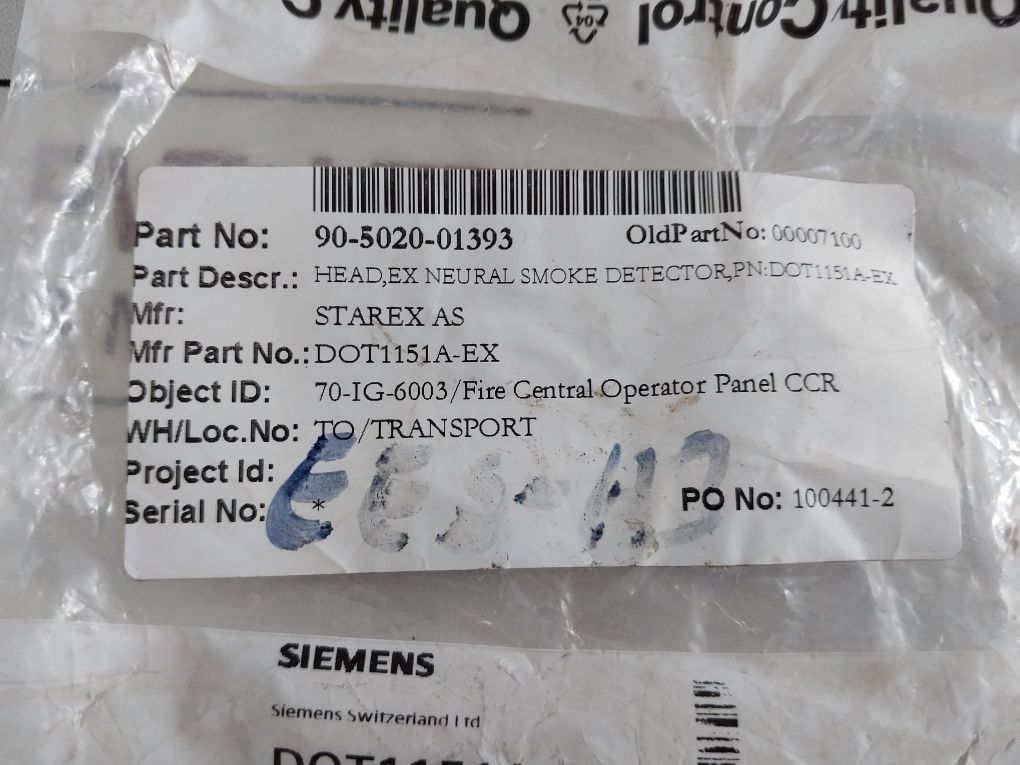 Quality Control
Quality
Part No: 90-5020-01393 OldPartNo: 00007100
Part Descr.: HEAD,EX NEURAL SMOKE DETECTOR,PN:DOT1151A-EX
Mfr: STAREX AS
Mfr Part No.: DOT1151A-EX
Object ID: 70-IG-6003/Fire Central Operator Panel CCR
WH/Loc.No: TO/TRANSPORT
Project Id:
Serial No: * PO No: 100441-2
SIEMENS
Siemens Switzerland Ltd